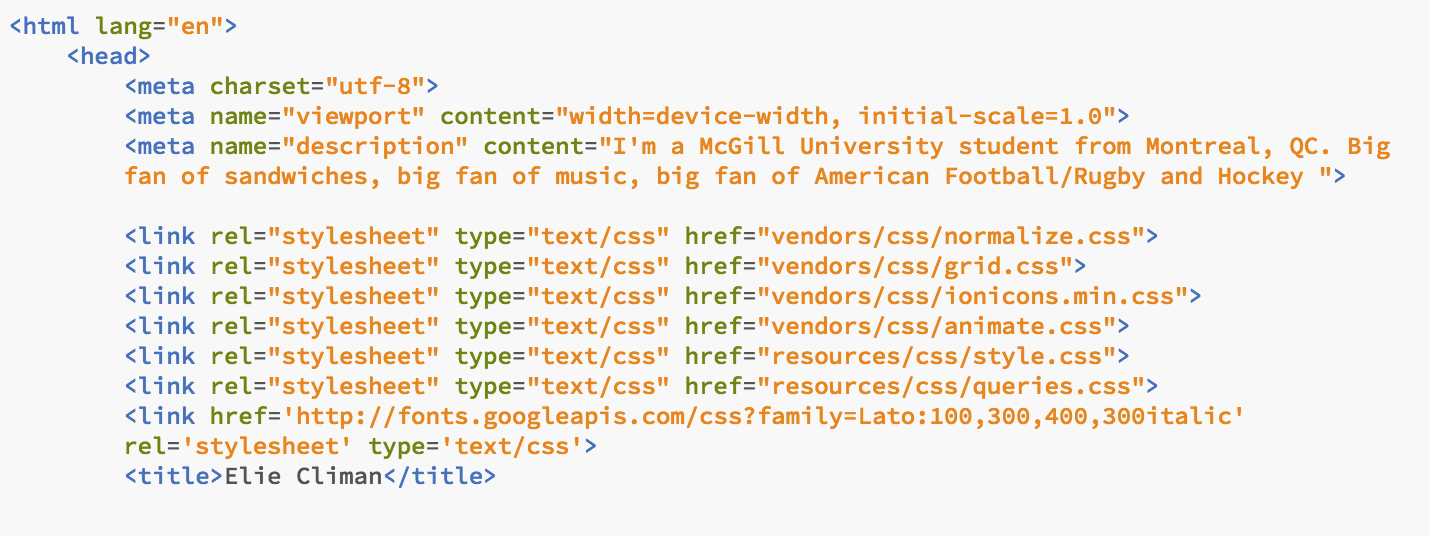 <html lang="en">
<head>
<meta charset="utf-8">
<meta name="viewport" content="width=device-width, initial-scale=1.0">
<meta name="description" content="I'm a McGill University student from Montreal, QC. Big
fan of sandwiches, big fan of music, big fan of American Football/Rugby and Hockey ">
<link rel="stylesheet" type="text/css" href="vendors/css/normalize.css">
<link rel="stylesheet" type="text/css" href="vendors/css/grid.css">
<link rel="stylesheet" type="text/css" href="vendors/css/ionicons.min.css">
<link rel="stylesheet" type="text/css" href="vendors/css/animate.css">
<link rel="stylesheet" type="text/css" href="resources/css/style.css">
<link rel="stylesheet" type="text/css" href="resources/css/queries.css">
<link href='http://fonts.googleapis.com/css?family=Lato:100,300,400,300italic'
rel='stylesheet' type='text/css'>
<title>Elie Climan</title>